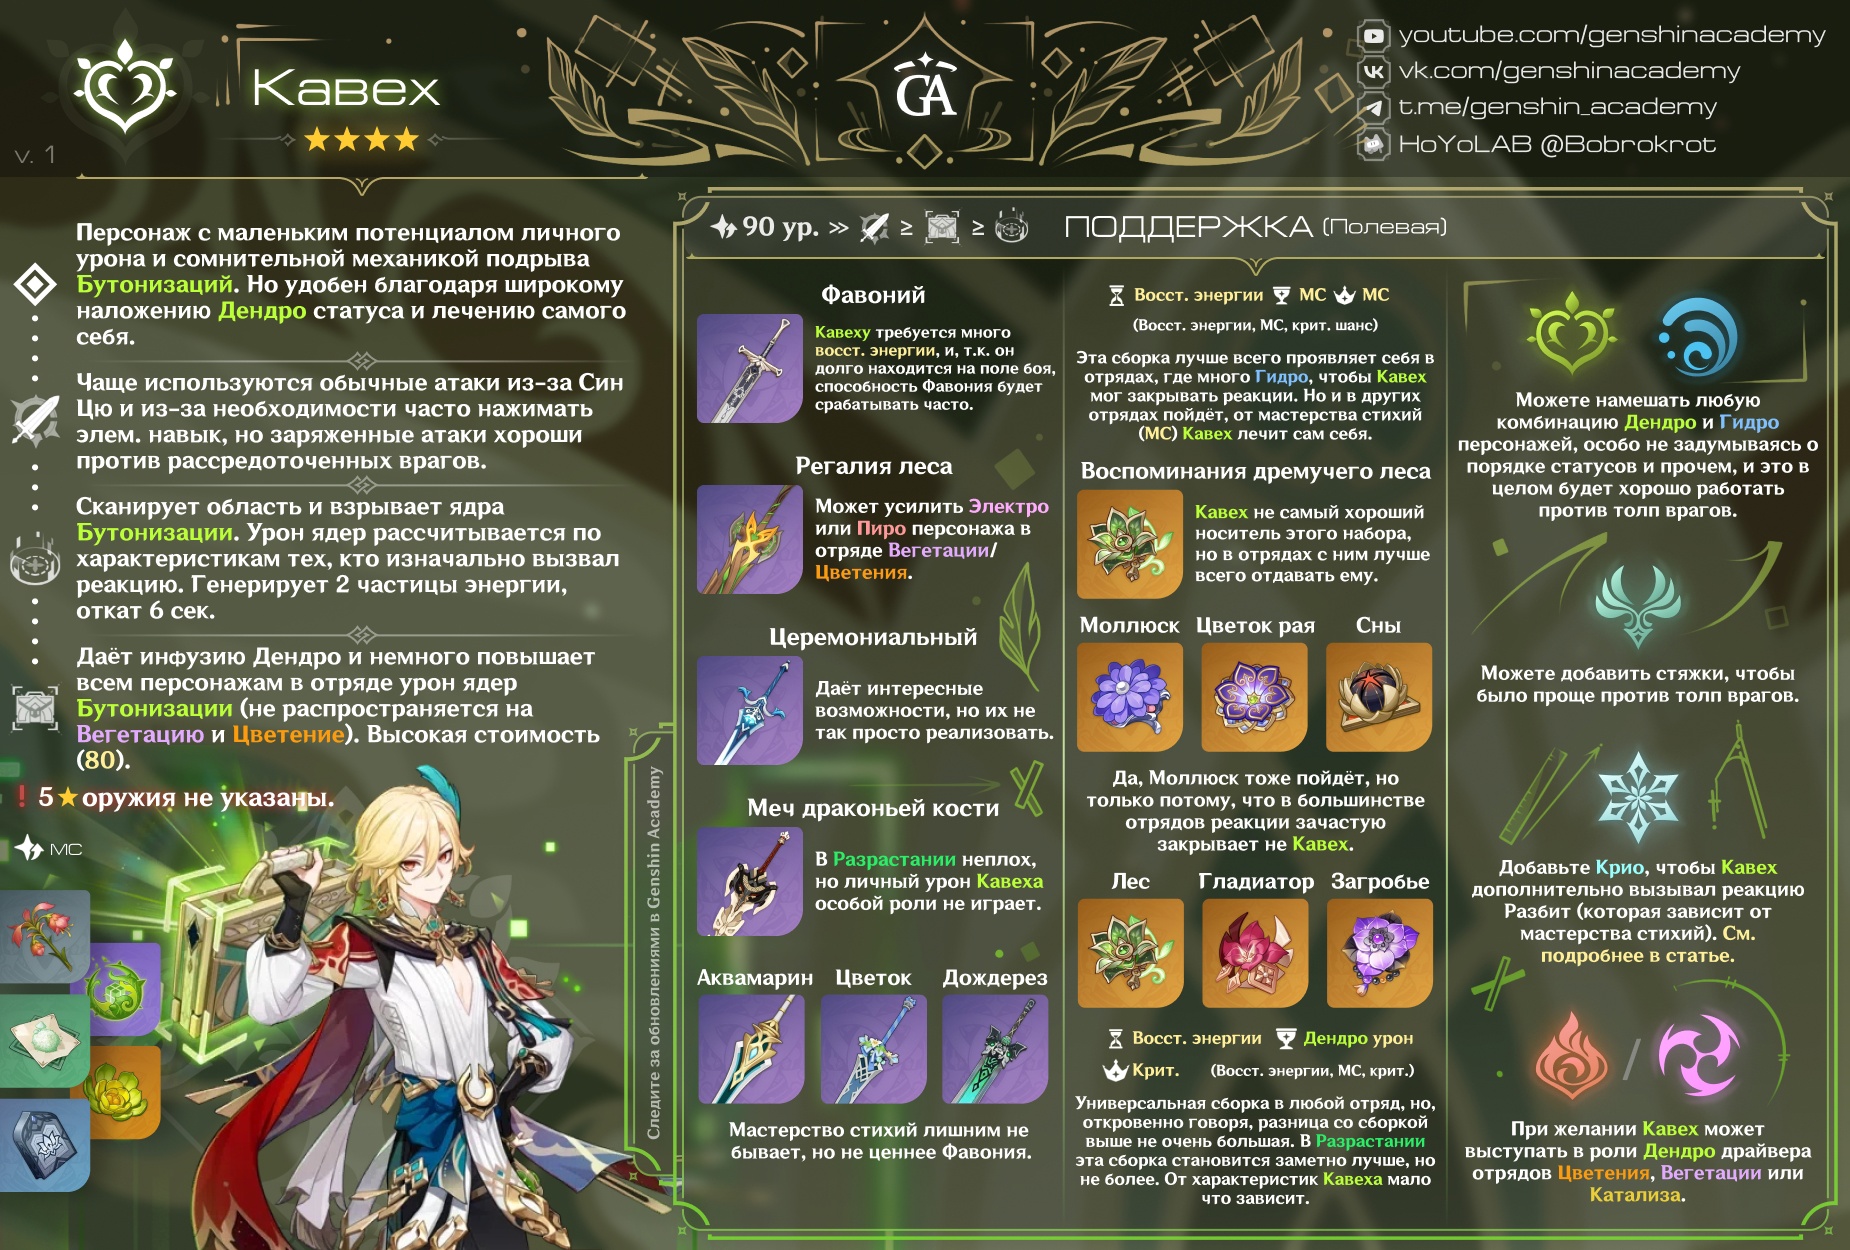 Кавех
v. 1
GA
youtube.com/genshinacademy
vk.com/genshinacademy
t.me/genshin_academy
HoYoLAB @Bobrokrot
Персонаж с маленьким потенциалом личного
урона и сомнительной механикой подрыва
Бутонизаций. Но удобен благодаря широкому
наложению Дендро статуса и лечению самого
себя.
Чаще используются обычные атаки из-за Син
Цю и из-за необходимости часто нажимать
элем. навык, но заряженные атаки хороши
против рассредоточенных врагов.
Сканирует область и взрывает ядра
Бутонизации. Урон ядер рассчитывается по
характеристикам тех, кто изначально вызвал
реакцию. Генерирует 2 частицы энергии,
откат 6 сек.
Даёт инфузию Дендро и немного повышает
всем персонажам в отряде урон ядер
Бутонизации (не распространяется на
Вегетацию и Цветение). Высокая стоимость
(80).
! 5★ оружия не указаны.
МС
Следите за обновлениями в Genshin Academy
90 ур. >> ≥ ≥ ПОДДЕРЖКА (Полевая)
Фавоний
Кавеху требуется много
восст. энергии, и, т.к. он
долго находится на поле боя,
способность Фавония будет
срабатывать часто.
Регалия леса
Может усилить Электро
или Пиро персонажа в
отряде Вегетации/
Цветения.
Церемониальный
Даёт интересные
возможности, но их не
так просто реализовать.
Меч драконьей кости
В Разрастании неплох,
но личный урон Кавеха
особой роли не играет.
Аквамарин Цветок Дождерез
Мастерство стихий лишним не
бывает, но не ценнее Фавония.
Восст. энергии МС МС
(Восст. энергии, МС, крит. шанс)
Эта сборка лучше всего проявляет себя в
отрядах, где много Гидро, чтобы Кавех
мог закрывать реакции. Но и в других
отрядах пойдёт, от мастерства стихий
(МС) Кавех лечит сам себя.
Воспоминания дремучего леса
Кавех не самый хороший
носитель этого набора,
но в отрядах с ним лучше
всего отдавать ему.
Моллюск Цветок рая Сны
Да, Моллюск тоже пойдёт, но
только потому, что в большинстве
отрядов реакции зачастую
закрывает не Кавех.
Лес Гладиатор Загробье
Восст. энергии Дендро урон
Крит. (Восст. энергии, МС, крит.)
Универсальная сборка в любой отряд, но,
откровенно говоря, разница со сборкой
выше не очень большая. В Разрастании
эта сборка становится заметно лучше, но
не более. От характеристик Кавеха мало
что зависит.
Можете намешать любую
комбинацию Дендро и Гидро
персонажей, особо не задумываясь о
порядке статусов и прочем, и это в
целом будет хорошо работать
против толп врагов.
Можете добавить стяжки, чтобы
было проще против толп врагов.
Добавьте Крио, чтобы Кавех
дополнительно вызывал реакцию
Разбит (которая зависит от
мастерства стихий). См.
подробнее в статье.
/
При желании Кавех может
выступать в роли Дендро драйвера
отрядов Цветения, Вегетации или
Катализа.